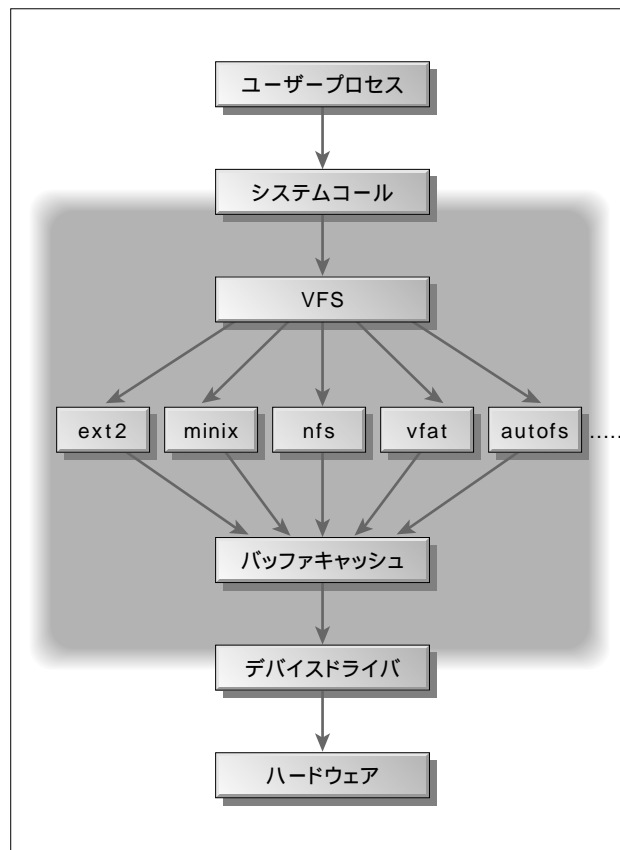 ユーザープロセス
システムコール
VFS
ext2 minix nfs vfat autofs .....
バッファキャッシュ
デバイスドライバ
ハードウェア